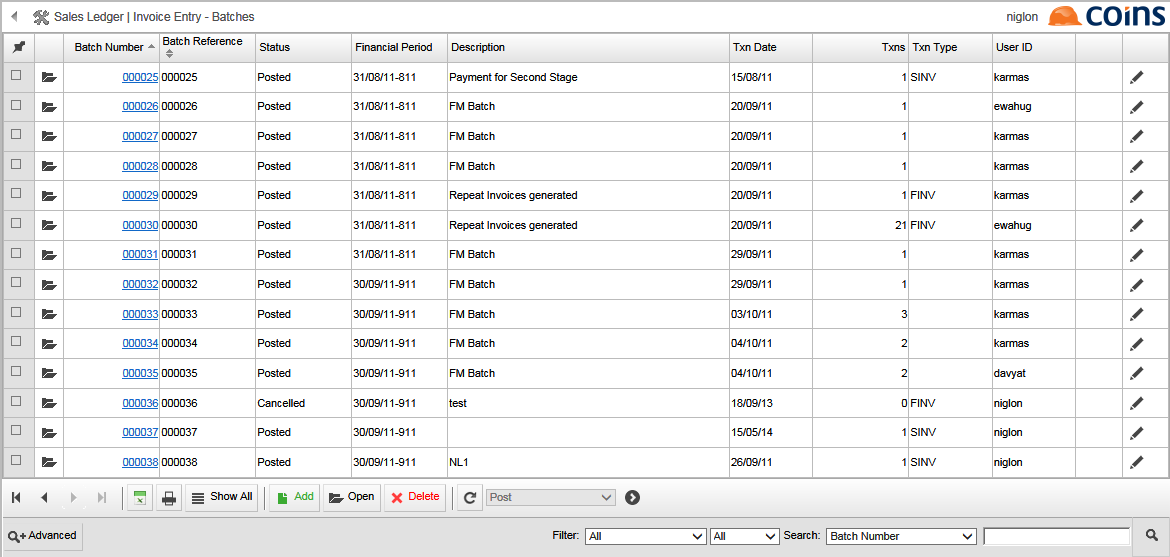 Sales Ledger | Invoice Entry - Batches niglon coins
Batch Number Batch Reference Status Financial Period Description Txn Date Txns Txn Type User ID
000025 000025 Posted 31/08/11-811 Payment for Second Stage 15/08/11 1 SINV karmas
000026 000026 Posted 31/08/11-811 FM Batch 20/09/11 1 ewahug
000027 000027 Posted 31/08/11-811 FM Batch 20/09/11 1 karmas
000028 000028 Posted 31/08/11-811 FM Batch 20/09/11 1 karmas
000029 000029 Posted 31/08/11-811 Repeat Invoices generated 20/09/11 1 FINV karmas
000030 000030 Posted 31/08/11-811 Repeat Invoices generated 20/09/11 21 FINV ewahug
000031 000031 Posted 31/08/11-811 FM Batch 29/09/11 1 karmas
000032 000032 Posted 30/09/11-911 FM Batch 29/09/11 1 karmas
000033 000033 Posted 30/09/11-911 FM Batch 03/10/11 3 karmas
000034 000034 Posted 30/09/11-911 FM Batch 04/10/11 2 karmas
000035 000035 Posted 30/09/11-911 FM Batch 04/10/11 2 davyat
000036 000036 Cancelled 30/09/11-911 test 18/09/13 0 FINV niglon
000037 000037 Posted 30/09/11-911 15/05/14 1 SINV niglon
000038 000038 Posted 30/09/11-911 NL1 26/09/11 1 SINV niglon
Show All Add Open Delete Post
Advanced Filter: All All Search: Batch Number